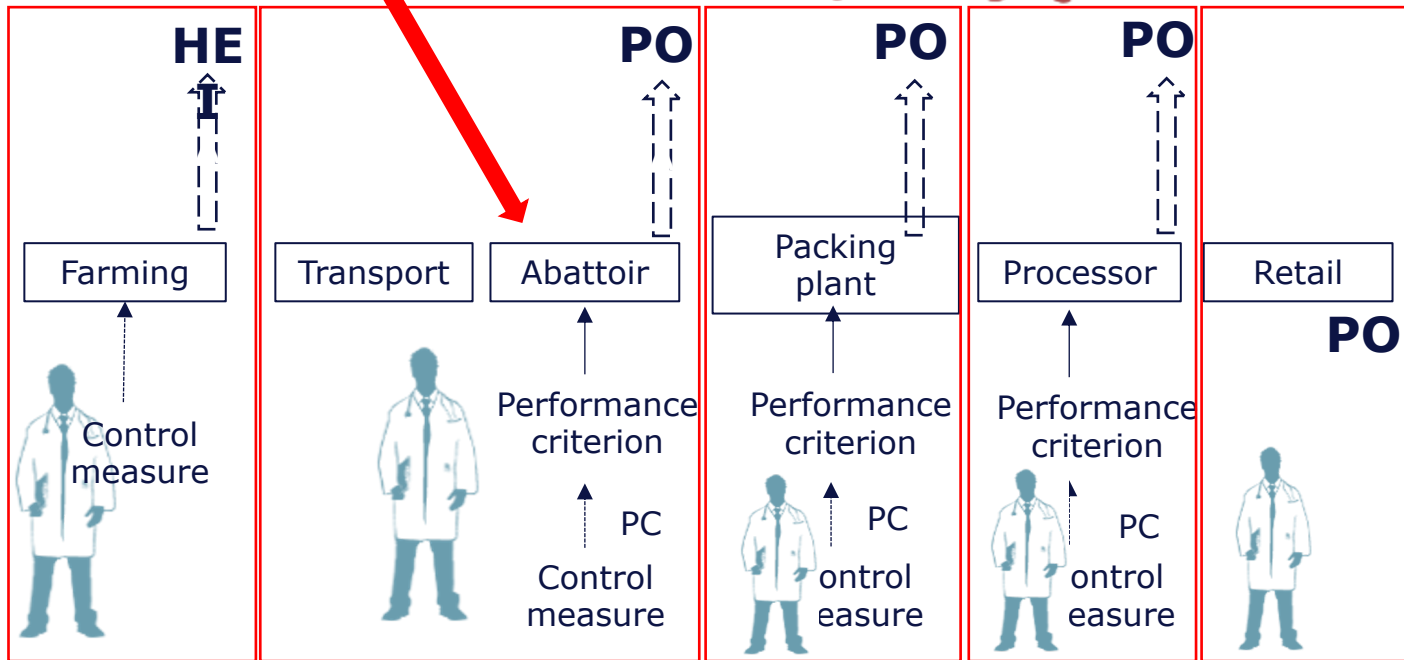 HE
I
PO
PO
PO
Farming
Transport
Abattoir
Packing
plant
Processor
Retail
PO
Control
measure
Performance
criterion
PC
Control
measure
Performance
criterion
PC
ontrol
easure
Performance
criterion
PC
ontrol
easure